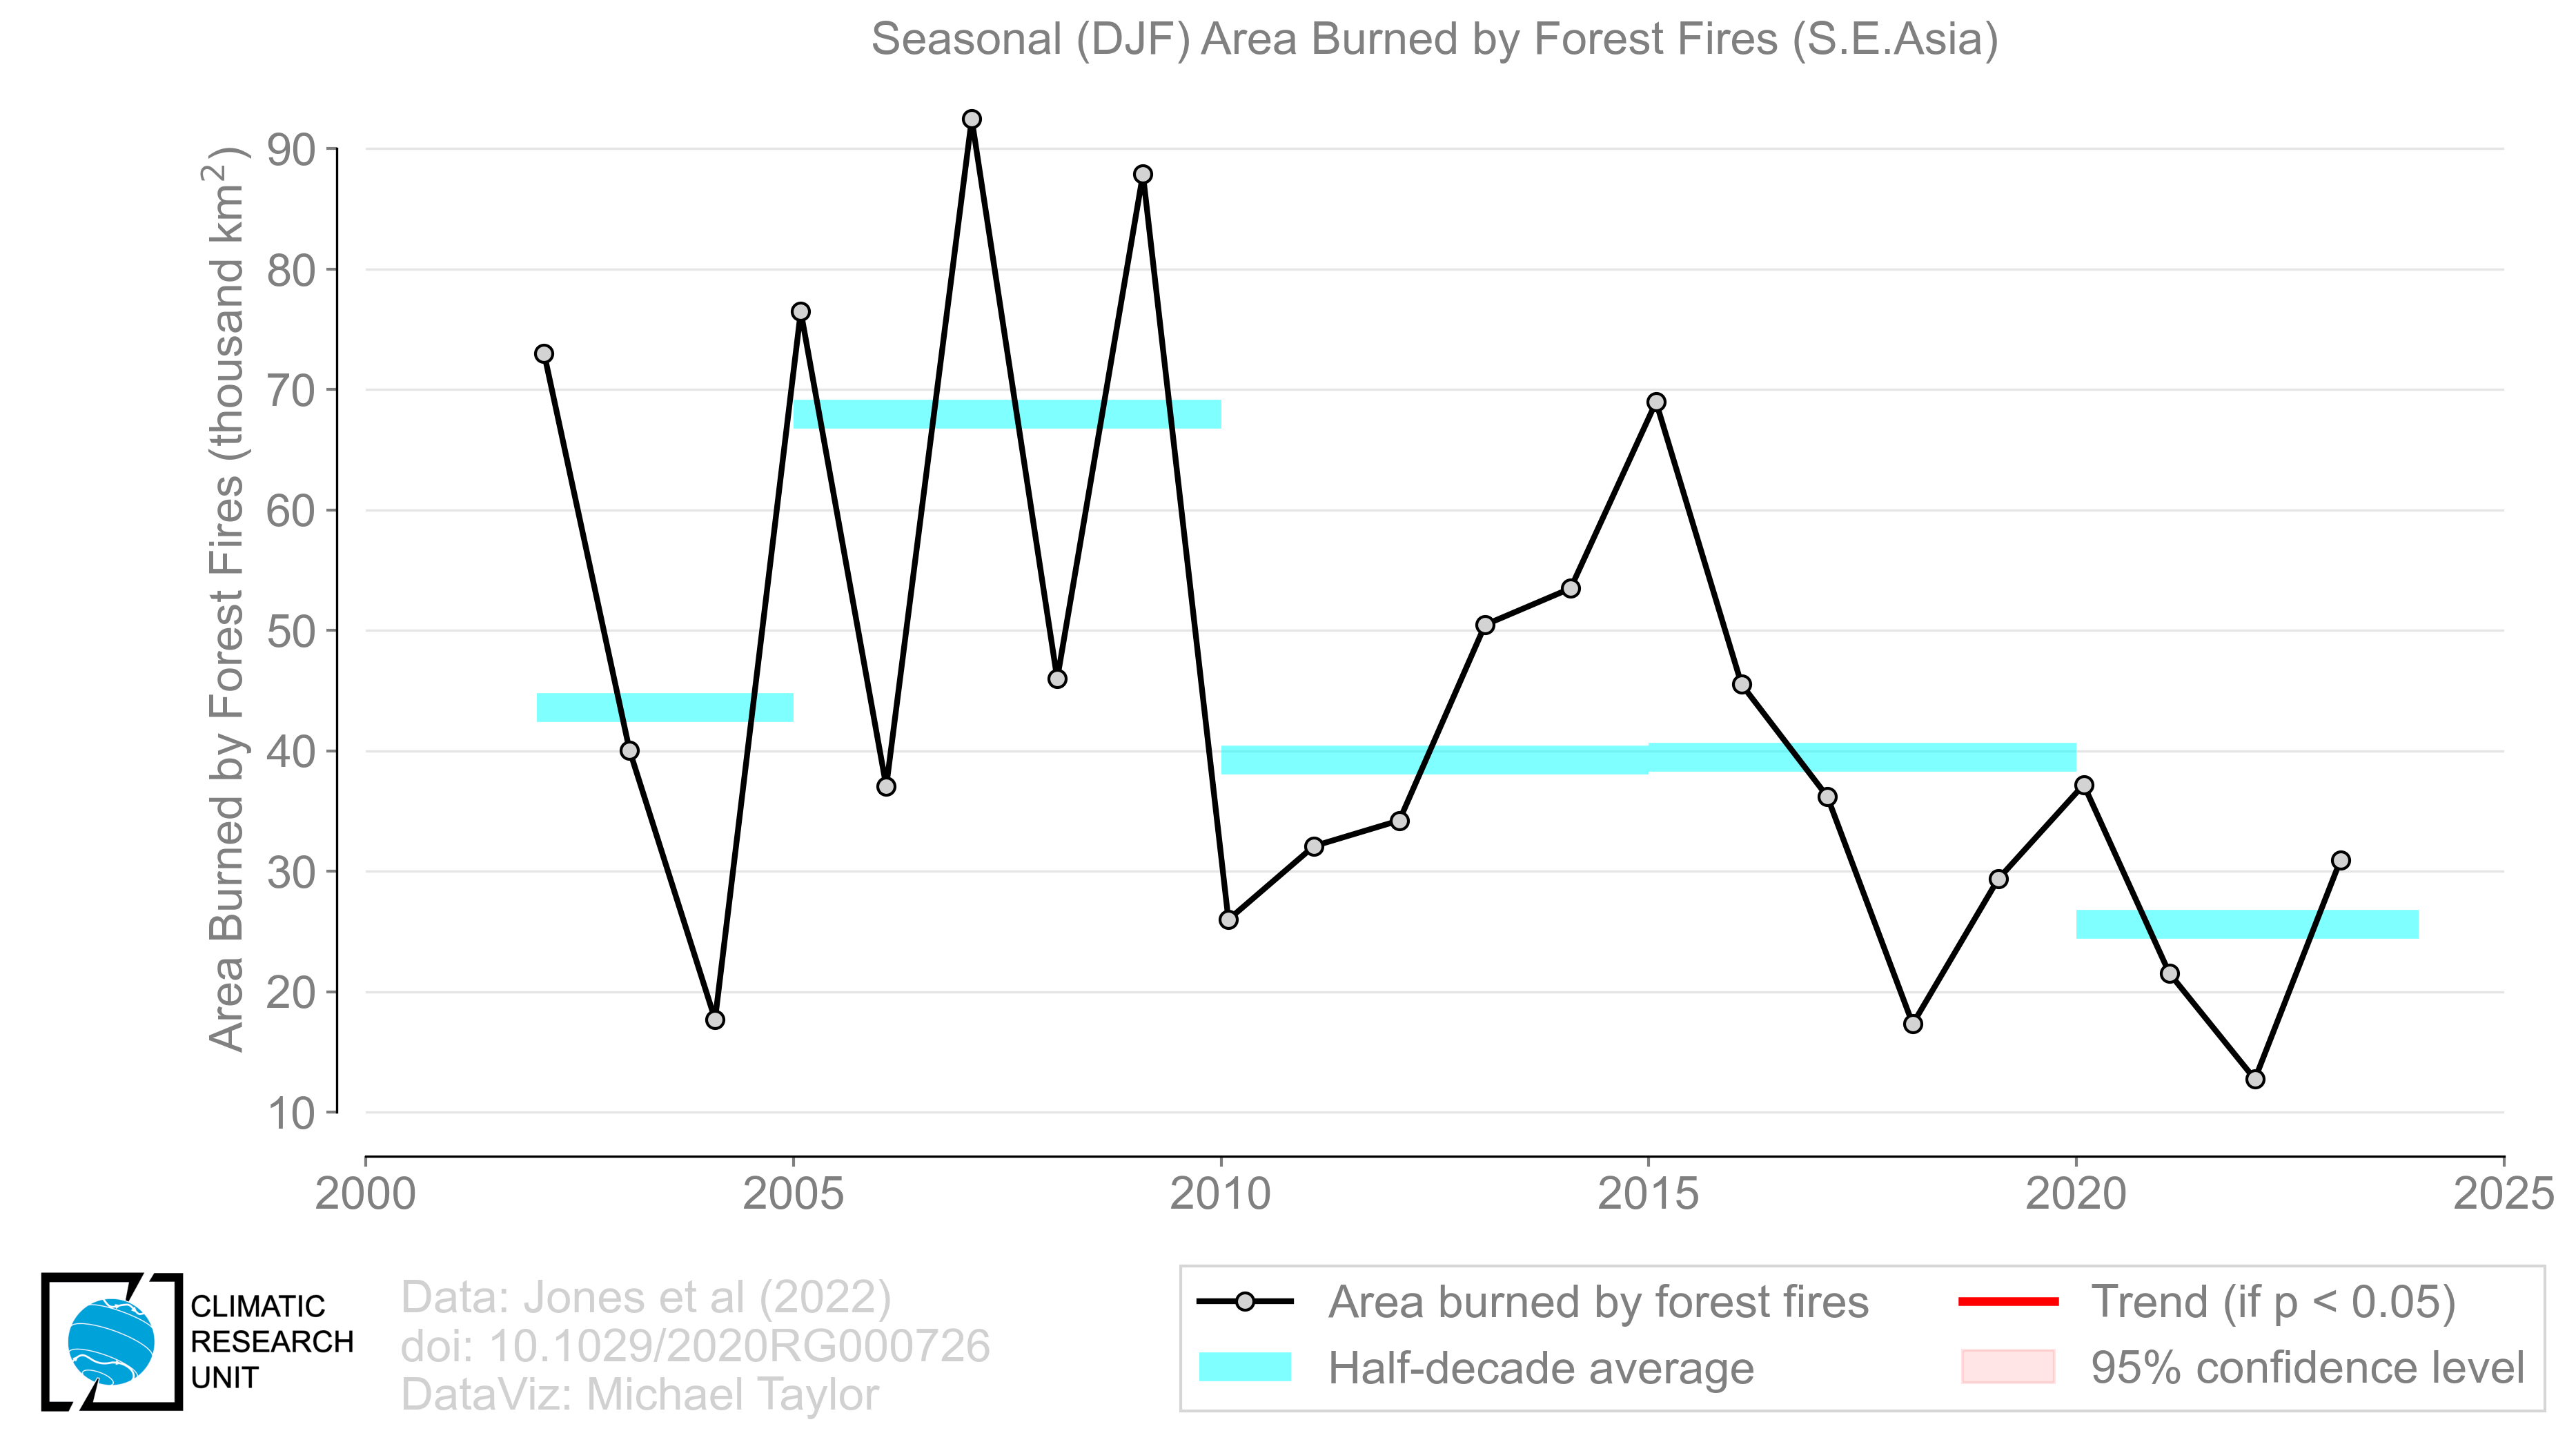 Seasonal (DJF) Area Burned by Forest Fires (S.E.Asia)
Area Burned by Forest Fires (thousand km²)
90
80
70
60
50
40
30
20
10
2000 2005 2010 2015 2020 2025
CLIMATIC
RESEARCH
UNIT
Data: Jones et al (2022)
doi: 10.1029/2020RG000726
DataViz: Michael Taylor
Area burned by forest fires
Half-decade average
Trend (if p < 0.05)
95% confidence level